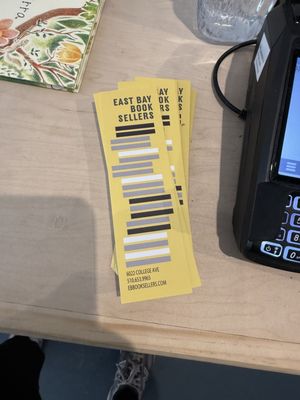 EAST BAY
BOOK
SELLERS
6022 COLLEGE AVE
510.653.9965
EBBOOKSELLERS.COM